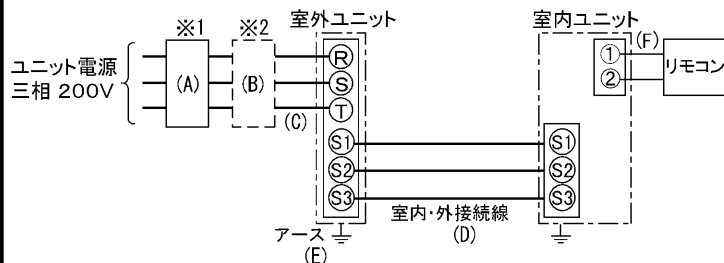 室外ユニット
室内ユニット
※1
※2
(F)
ユニット電源
三相 200V
(A)
(B)
(C)
R
S
T
S1
S2
S3
①
②
リモコン
S1
S2
S3
室内・外接続線
(D)
アース
(E)